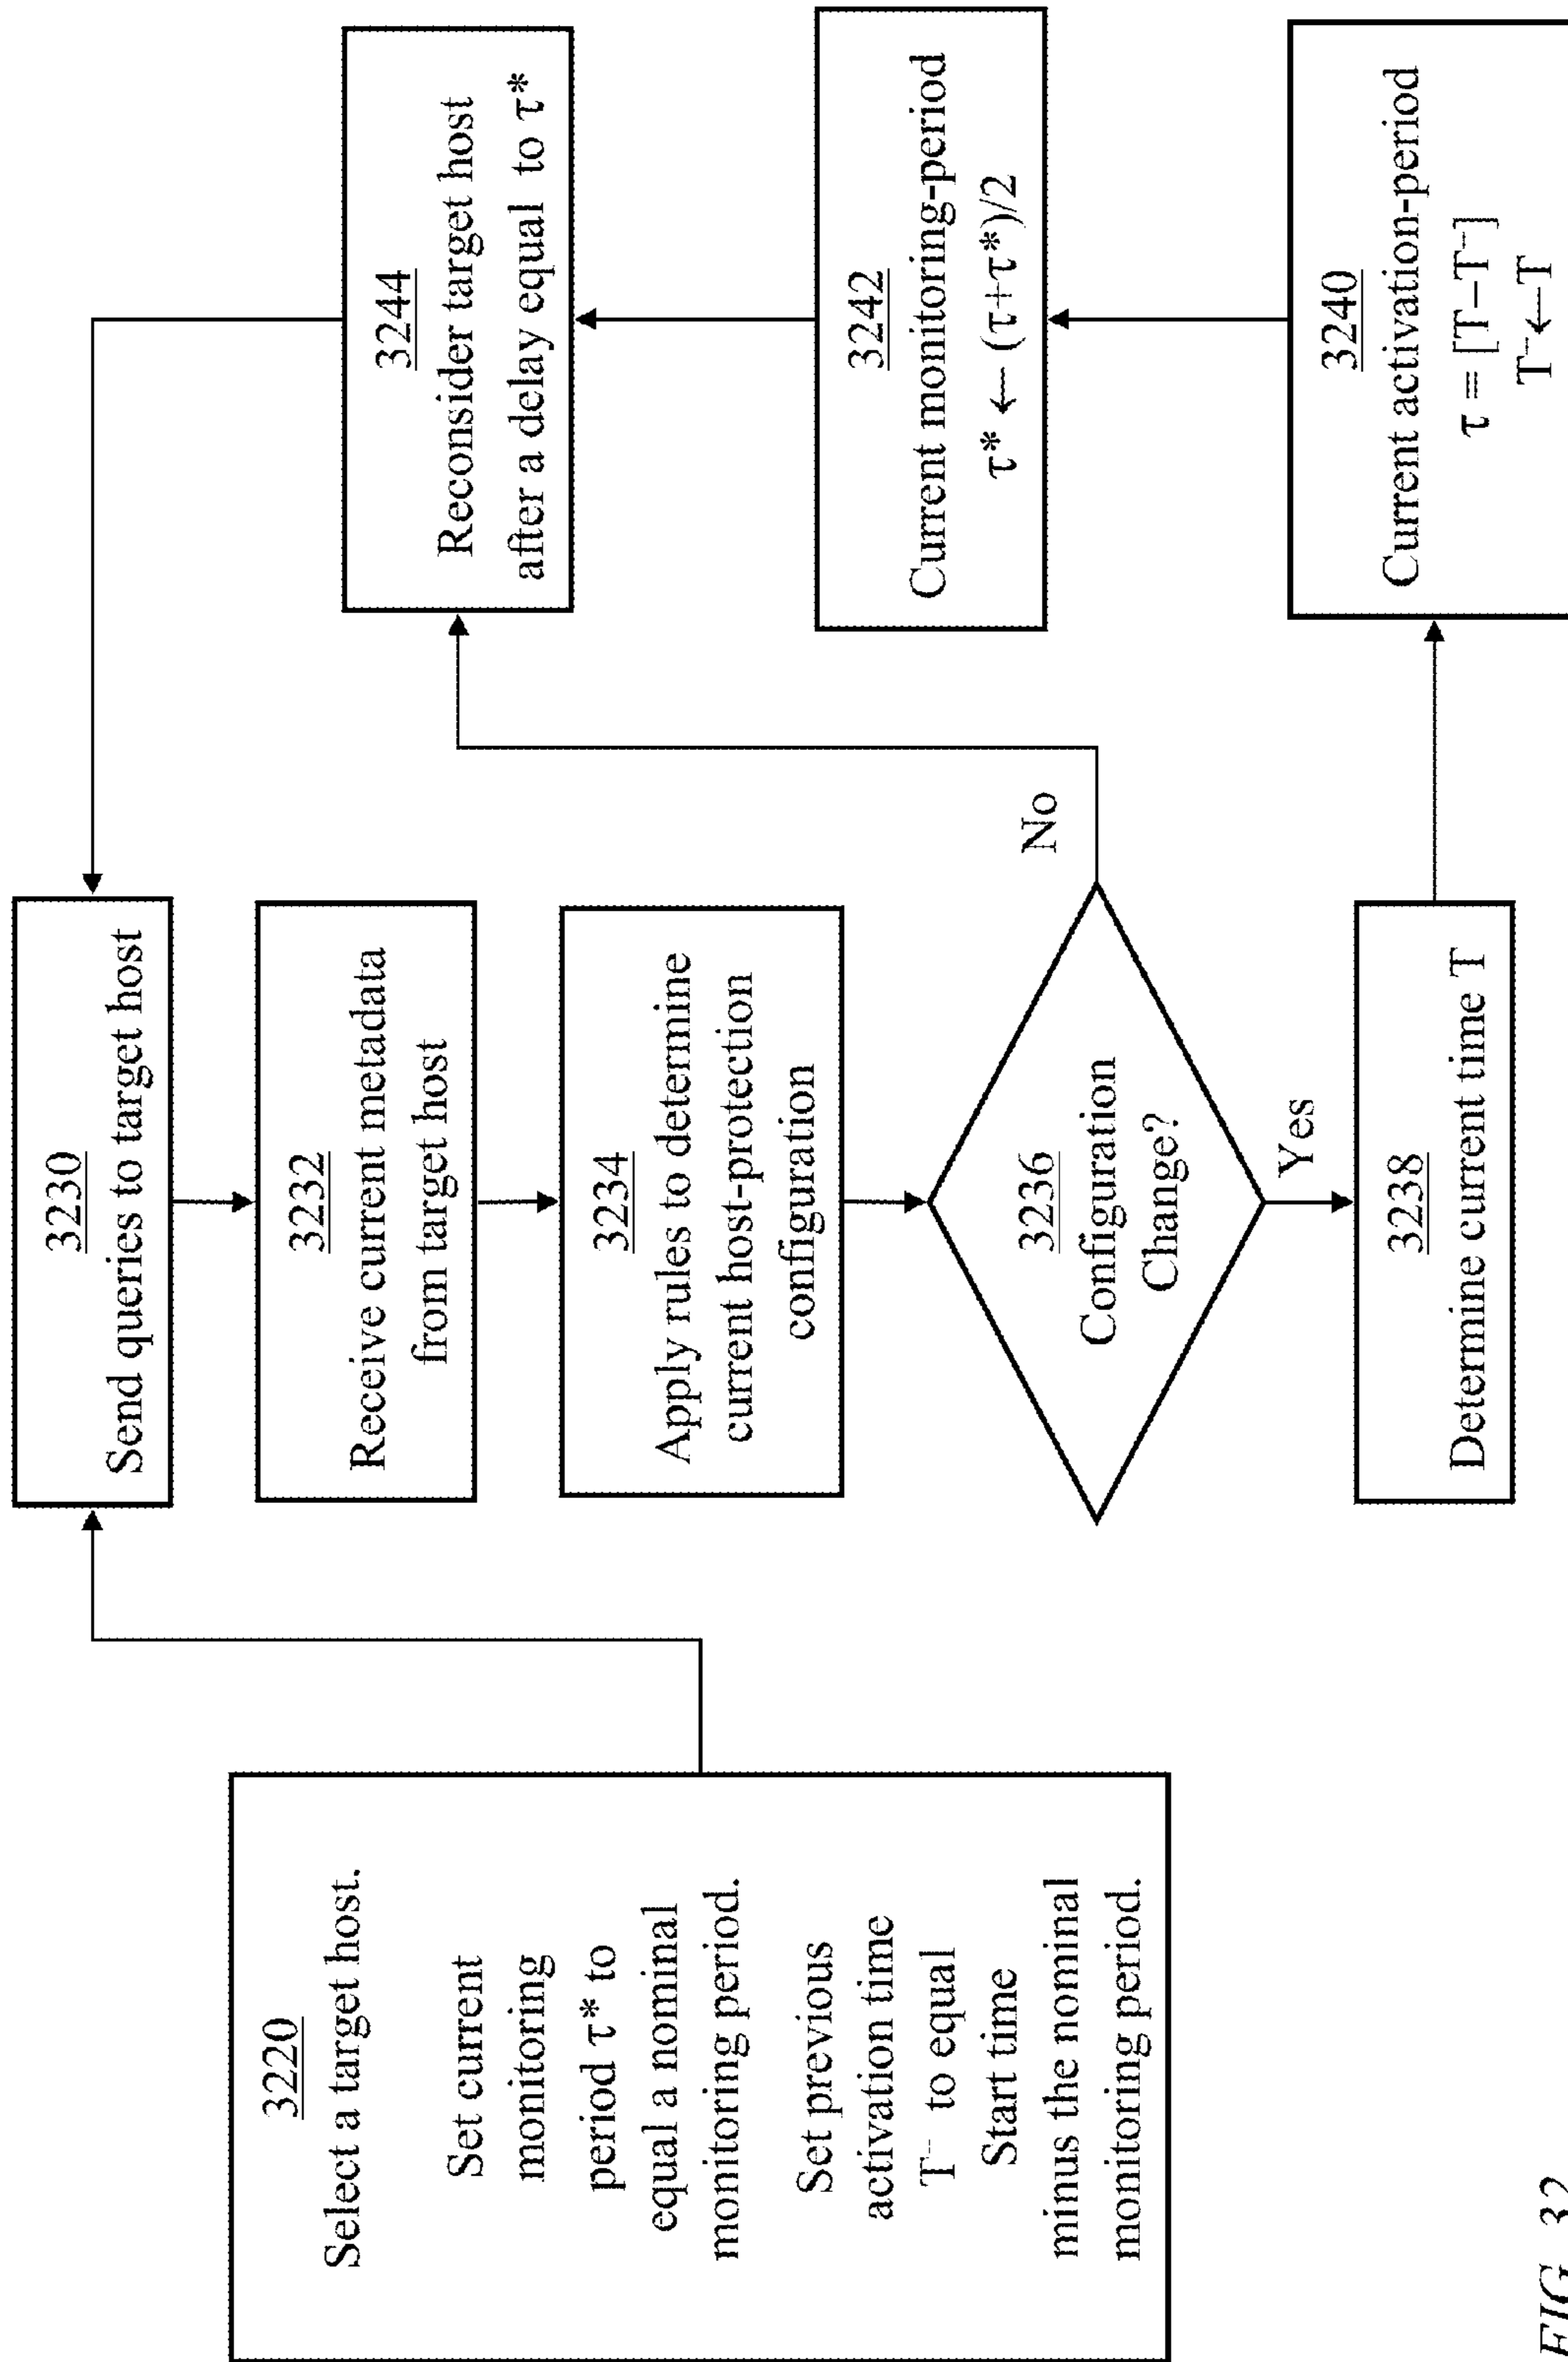 3220
Select a target host.
Set current
monitoring
period τ* to
equal a nominal
monitoring period.
Set previous
activation time
T⁻ to equal
Start time
minus the nominal
monitoring period.
3230
Send queries to target host
3232
Receive current metadata
from target host
3234
Apply rules to determine
current host-protection
configuration
3236
Configuration
Change?
No
Yes
3238
Determine current time T
3240
Current activation-period
τ = [T–T⁻]
T⁻←T
3242
Current monitoring-period
τ* ← (τ+τ*)/2
3244
Reconsider target host
after a delay equal to τ*
FIG. 32